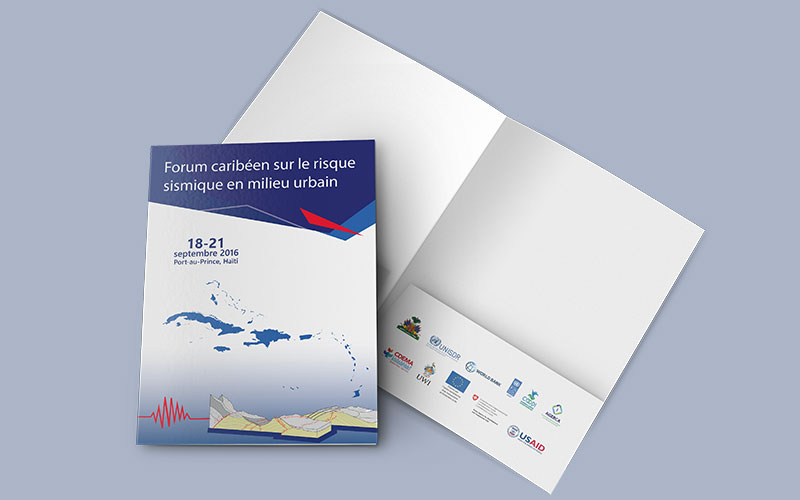 Forum caribéen sur le risque
sismique en milieu urbain
18-21
septembre 2016
Port-au-Prince, Haïti
UNISDR
WORLD BANK
CDEMA
UWI
USAID